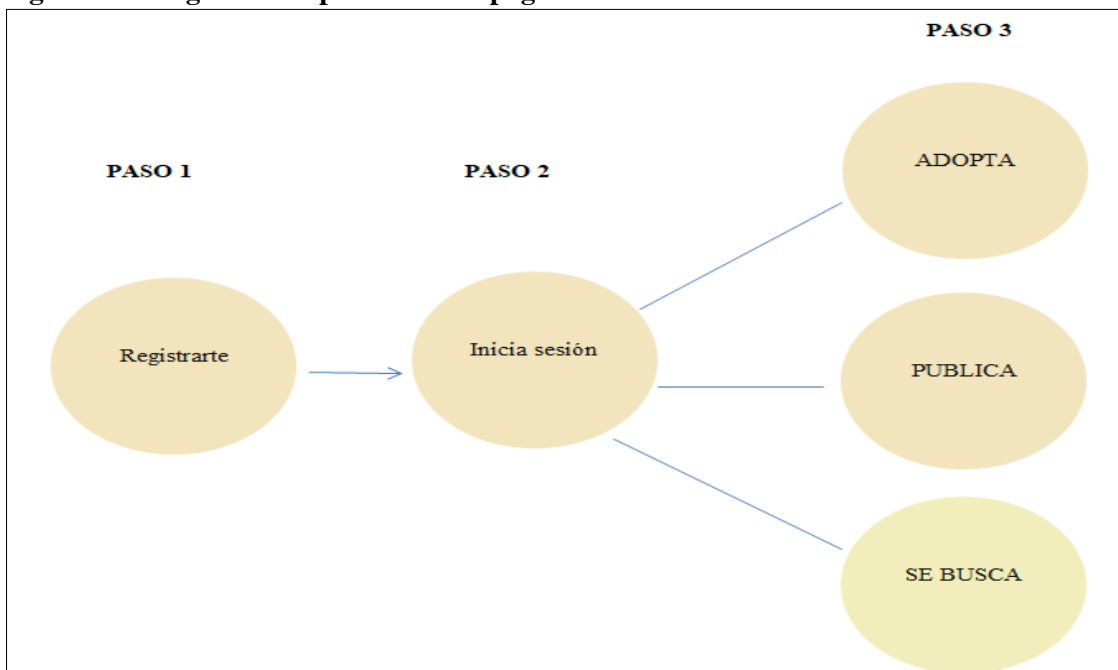 PASO 3
ADOPTA
PASO 1
PASO 2
Registrarte
Inicia sesión
PUBLICA
SE BUSCA